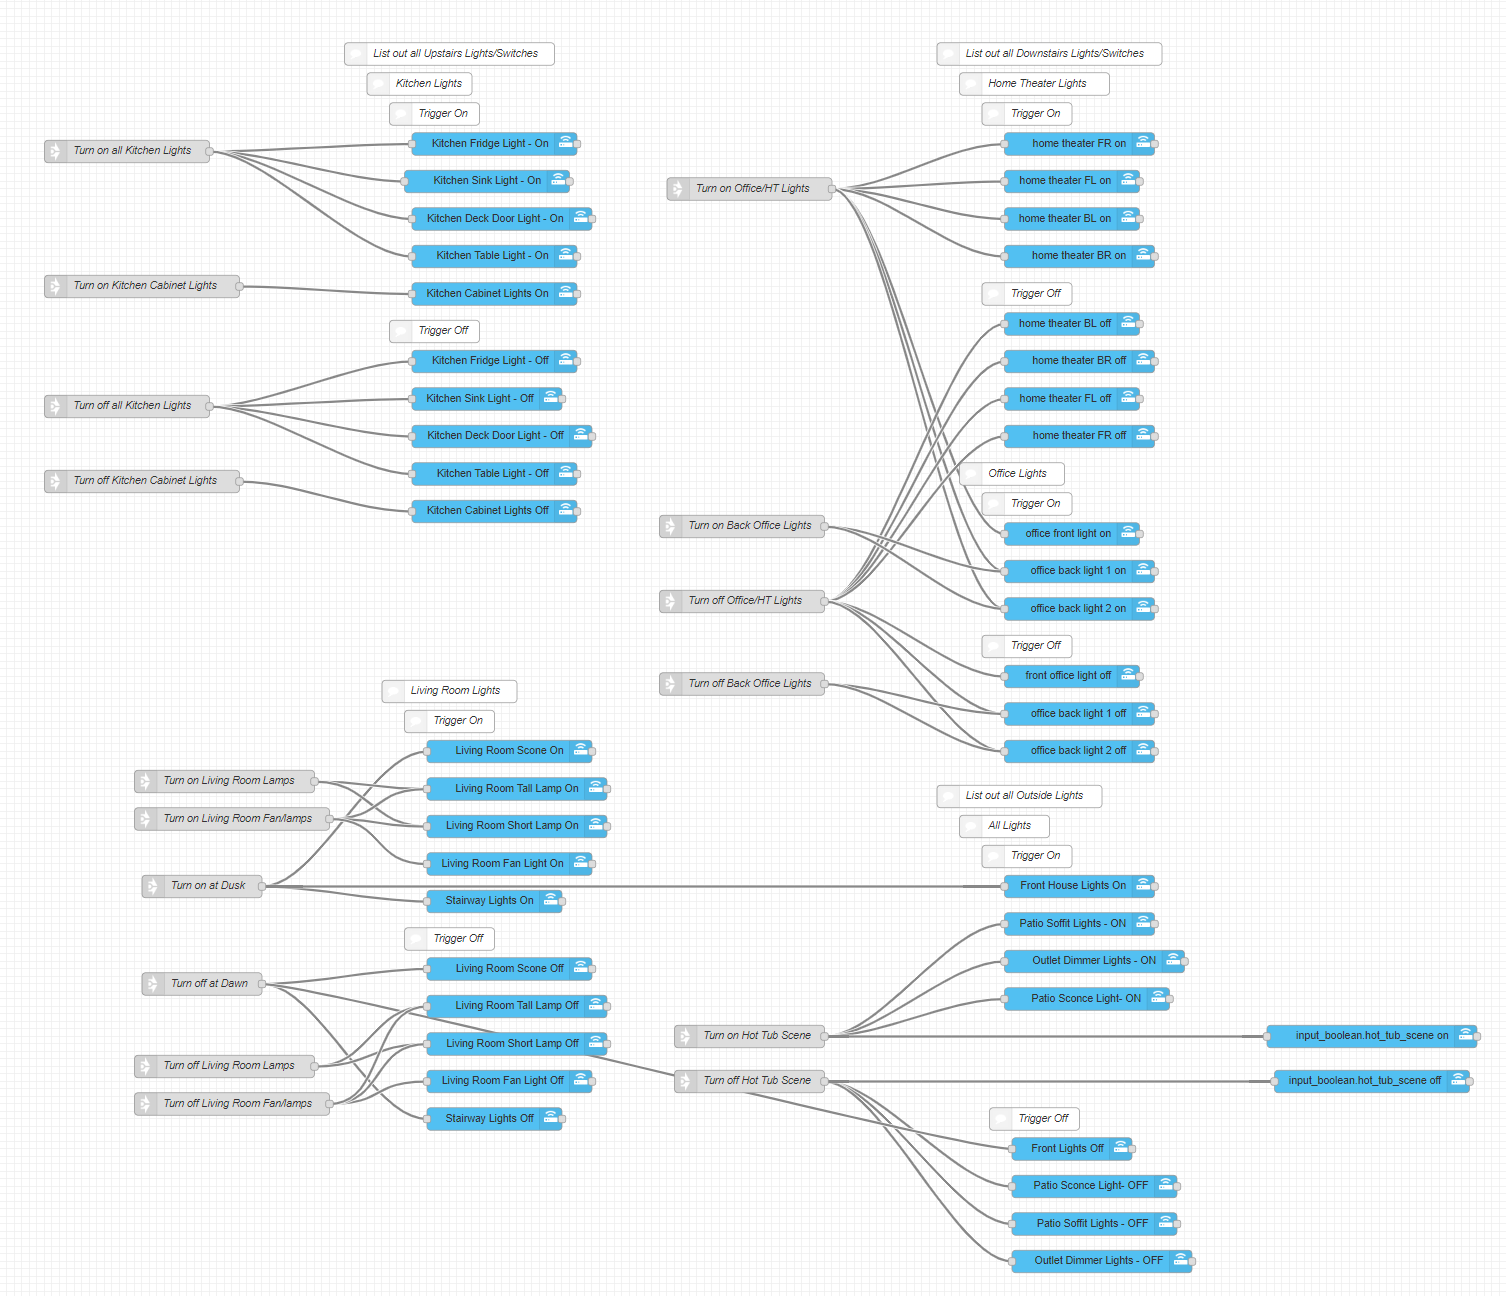 List out all Upstairs Lights/Switches
Kitchen Lights
Trigger On
Turn on all Kitchen Lights
Kitchen Fridge Light - On
Kitchen Sink Light - On
Kitchen Deck Door Light - On
Kitchen Table Light - On
Turn on Kitchen Cabinet Lights
Kitchen Cabinet Lights On
Trigger Off
Kitchen Fridge Light - Off
Turn off all Kitchen Lights
Kitchen Sink Light - Off
Kitchen Deck Door Light - Off
Kitchen Table Light - Off
Turn off Kitchen Cabinet Lights
Kitchen Cabinet Lights Off
Living Room Lights
Trigger On
Living Room Scone On
Turn on Living Room Lamps
Living Room Tall Lamp On
Turn on Living Room Fan/lamps
Living Room Short Lamp On
Living Room Fan Light On
Turn on at Dusk
Stairway Lights On
Trigger Off
Living Room Scone Off
Turn off at Dawn
Living Room Tall Lamp Off
Living Room Short Lamp Off
Turn off Living Room Lamps
Living Room Fan Light Off
Turn off Living Room Fan/lamps
Stairway Lights Off
List out all Downstairs Lights/Switches
Home Theater Lights
Trigger On
home theater FR on
Turn on Office/HT Lights
home theater FL on
home theater BL on
home theater BR on
Trigger Off
home theater BL off
home theater BR off
home theater FL off
home theater FR off
Office Lights
Trigger On
Turn on Back Office Lights
office front light on
office back light 1 on
Turn off Office/HT Lights
office back light 2 on
Trigger Off
front office light off
Turn off Back Office Lights
office back light 1 off
office back light 2 off
List out all Outside Lights
All Lights
Trigger On
Front House Lights On
Patio Soffit Lights - ON
Outlet Dimmer Lights - ON
Patio Sconce Light- ON
Turn on Hot Tub Scene
input_boolean.hot_tub_scene on
Turn off Hot Tub Scene
input_boolean.hot_tub_scene off
Trigger Off
Front Lights Off
Patio Sconce Light- OFF
Patio Soffit Lights - OFF
Outlet Dimmer Lights - OFF